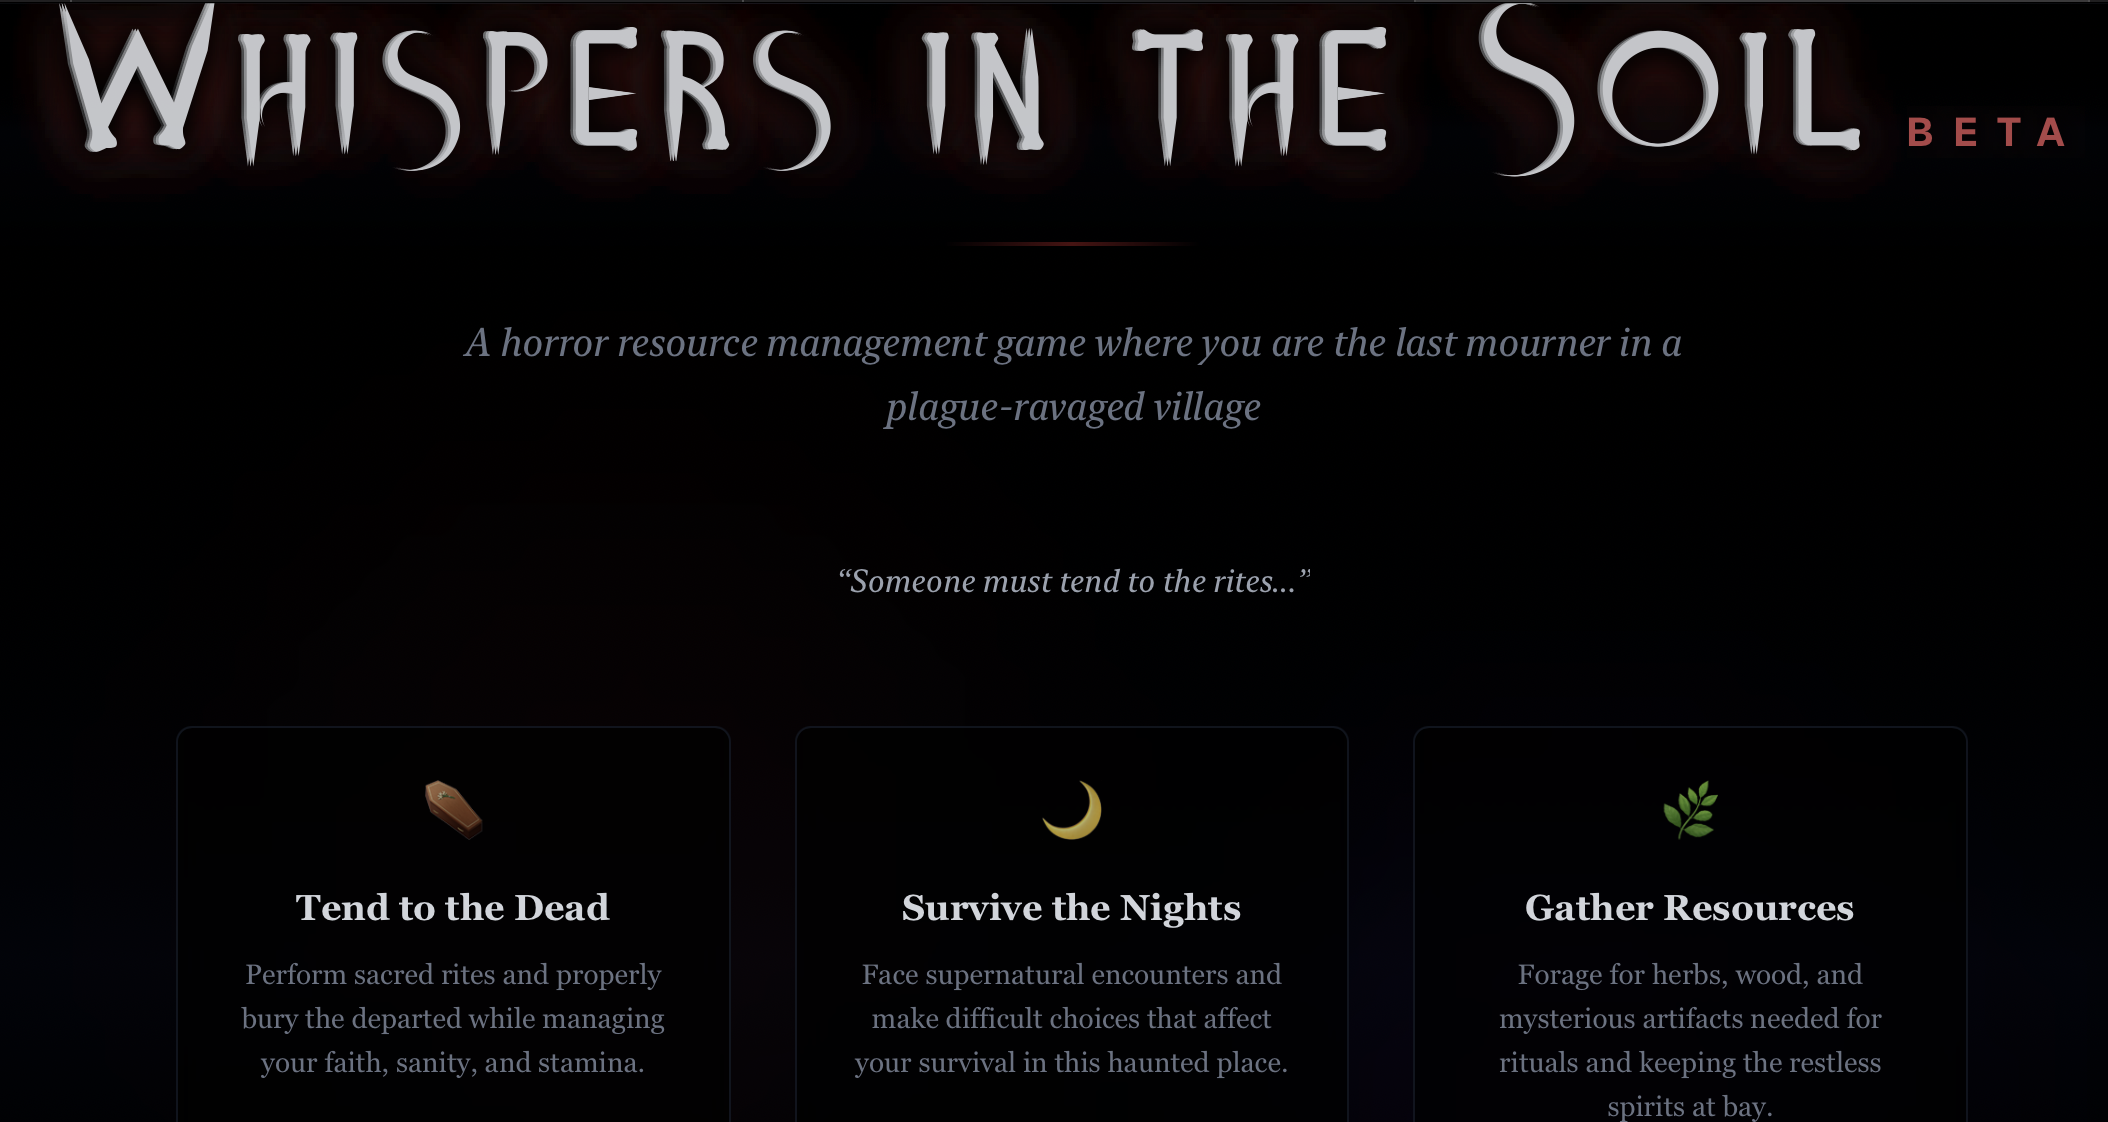 Whispers in the Soil BETA
A horror resource management game where you are the last mourner in a
plague-ravaged village
“Someone must tend to the rites...”
Tend to the Dead
Perform sacred rites and properly
bury the departed while managing
your faith, sanity, and stamina.
Survive the Nights
Face supernatural encounters and
make difficult choices that affect
your survival in this haunted place.
Gather Resources
Forage for herbs, wood, and
mysterious artifacts needed for
rituals and keeping the restless
spirits at bay.